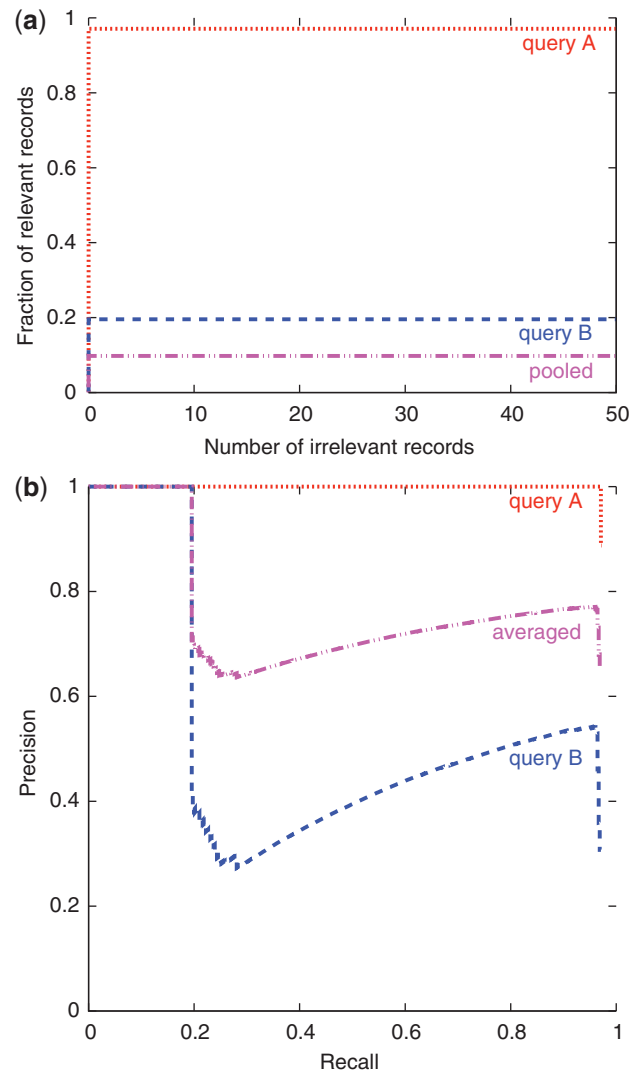 (a)
1
0.8
0.6
0.4
0.2
0
Fraction of relevant records
query A
query B
pooled
0 10 20 30 40 50
Number of irrelevant records
(b)
1
0.8
0.6
0.4
0.2
0
Precision
query A
averaged
query B
0 0.2 0.4 0.6 0.8 1
Recall